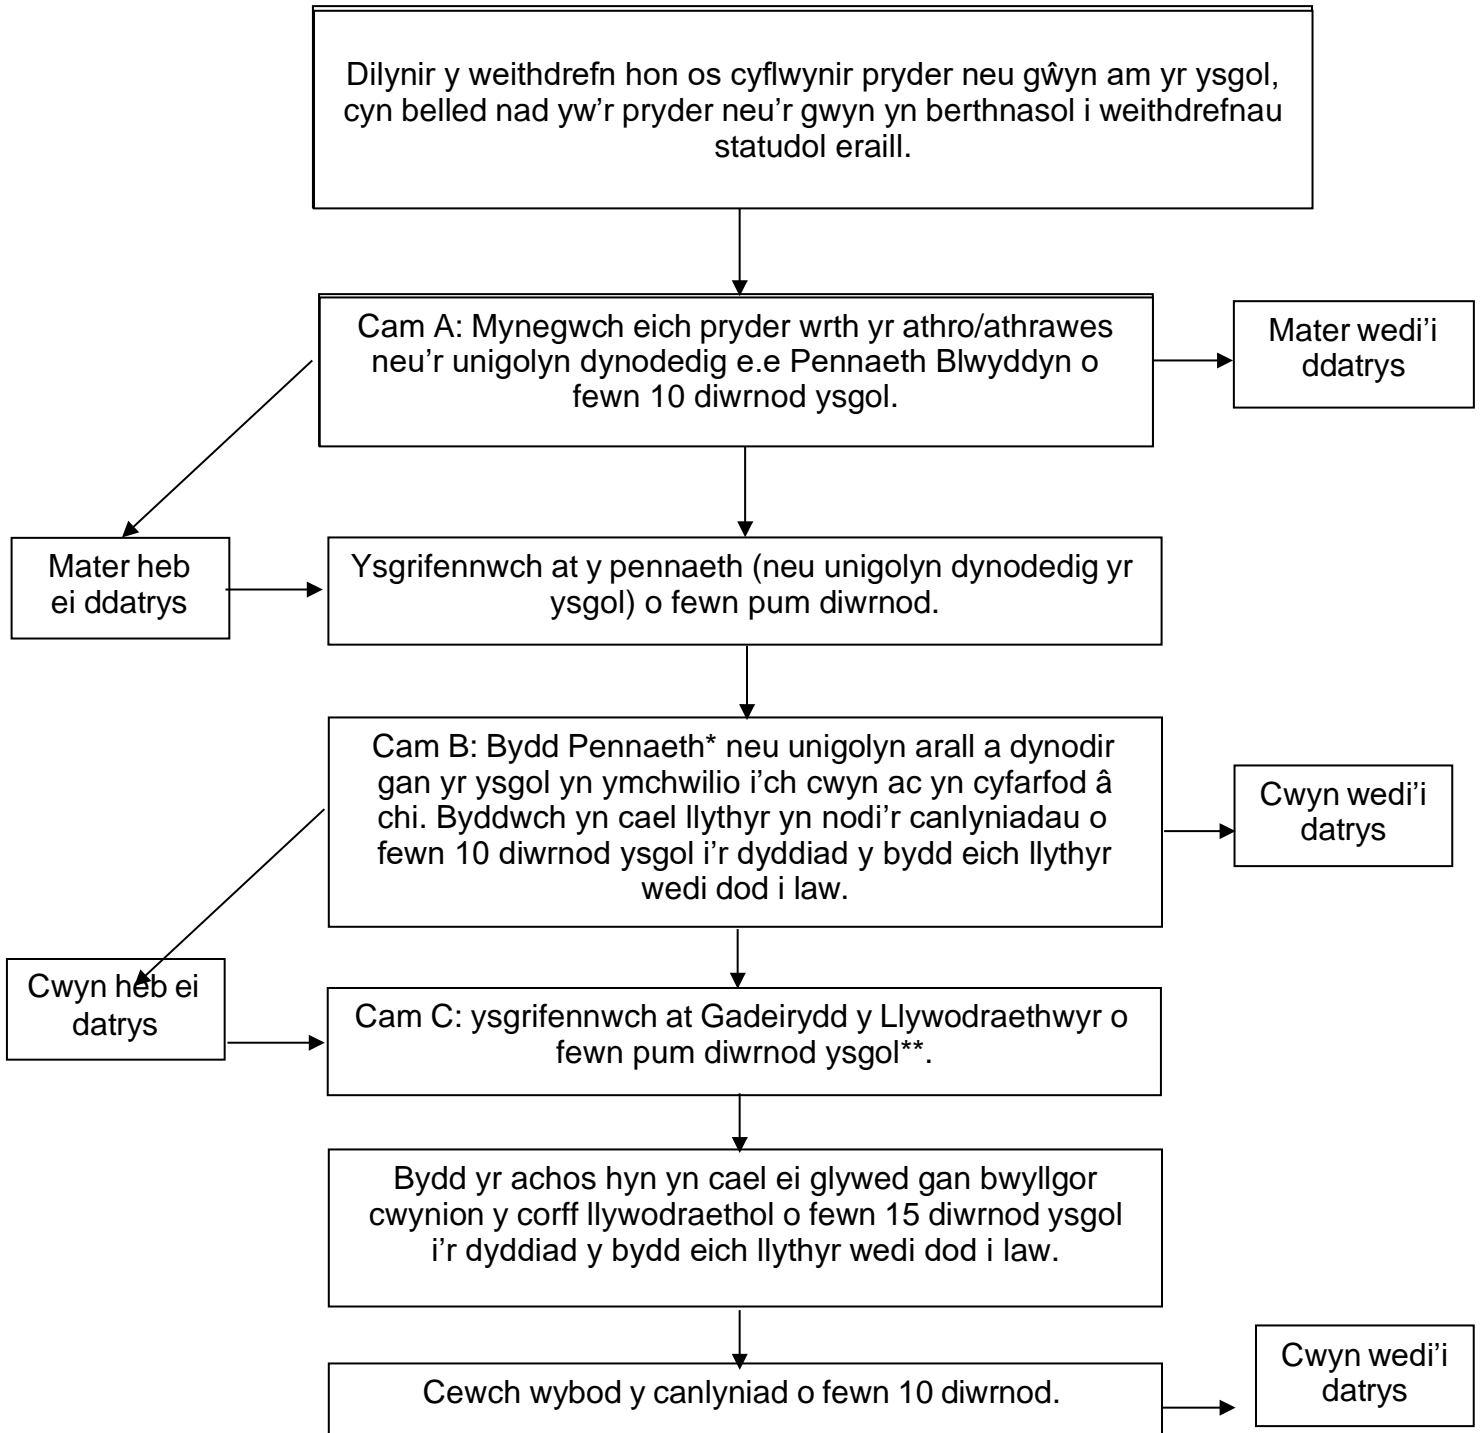 Dilynir y weithdrefn hon os cyflwynir pryder neu gŵyn am yr ysgol,
cyn belled nad yw’r pryder neu’r gwyn yn berthnasol i weithdrefnau
statudol eraill.
Cam A: Mynegwch eich pryder wrth yr athro/athrawes
neu’r unigolyn dynodedig e.e Pennaeth Blwyddyn o
fewn 10 diwrnod ysgol.
Mater wedi’i
ddatrys
Mater heb
ei ddatrys
Ysgrifennwch at y pennaeth (neu unigolyn dynodedig yr
ysgol) o fewn pum diwrnod.
Cam B: Bydd Pennaeth* neu unigolyn arall a dynodir
gan yr ysgol yn ymchwilio i’ch cwyn ac yn cyfarfod â
chi. Byddwch yn cael llythyr yn nodi’r canlyniadau o
fewn 10 diwrnod ysgol i’r dyddiad y bydd eich llythyr
wedi dod i law.
Cwyn wedi’i
datrys
Cwyn heb ei
datrys
Cam C: ysgrifennwch at Gadeirydd y Llywodraethwyr o
fewn pum diwrnod ysgol**.
Bydd yr achos hyn yn cael ei glywed gan bwyllgor
cwynion y corff llywodraethol o fewn 15 diwrnod ysgol
i’r dyddiad y bydd eich llythyr wedi dod i law.
Cewch wybod y canlyniad o fewn 10 diwrnod.
Cwyn wedi’i
datrys